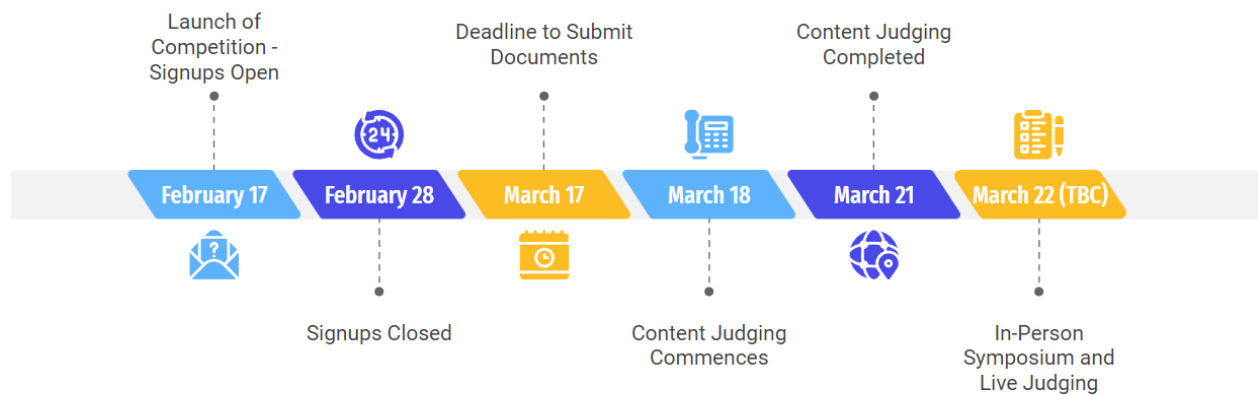 Launch of
Competition -
Signups Open
Deadline to Submit
Documents
Content Judging
Completed
24
February 17
February 28
March 17
March 18
March 21
March 22 (TBC)
?
Signups Closed
Content Judging
Commences
In-Person
Symposium and
Live Judging